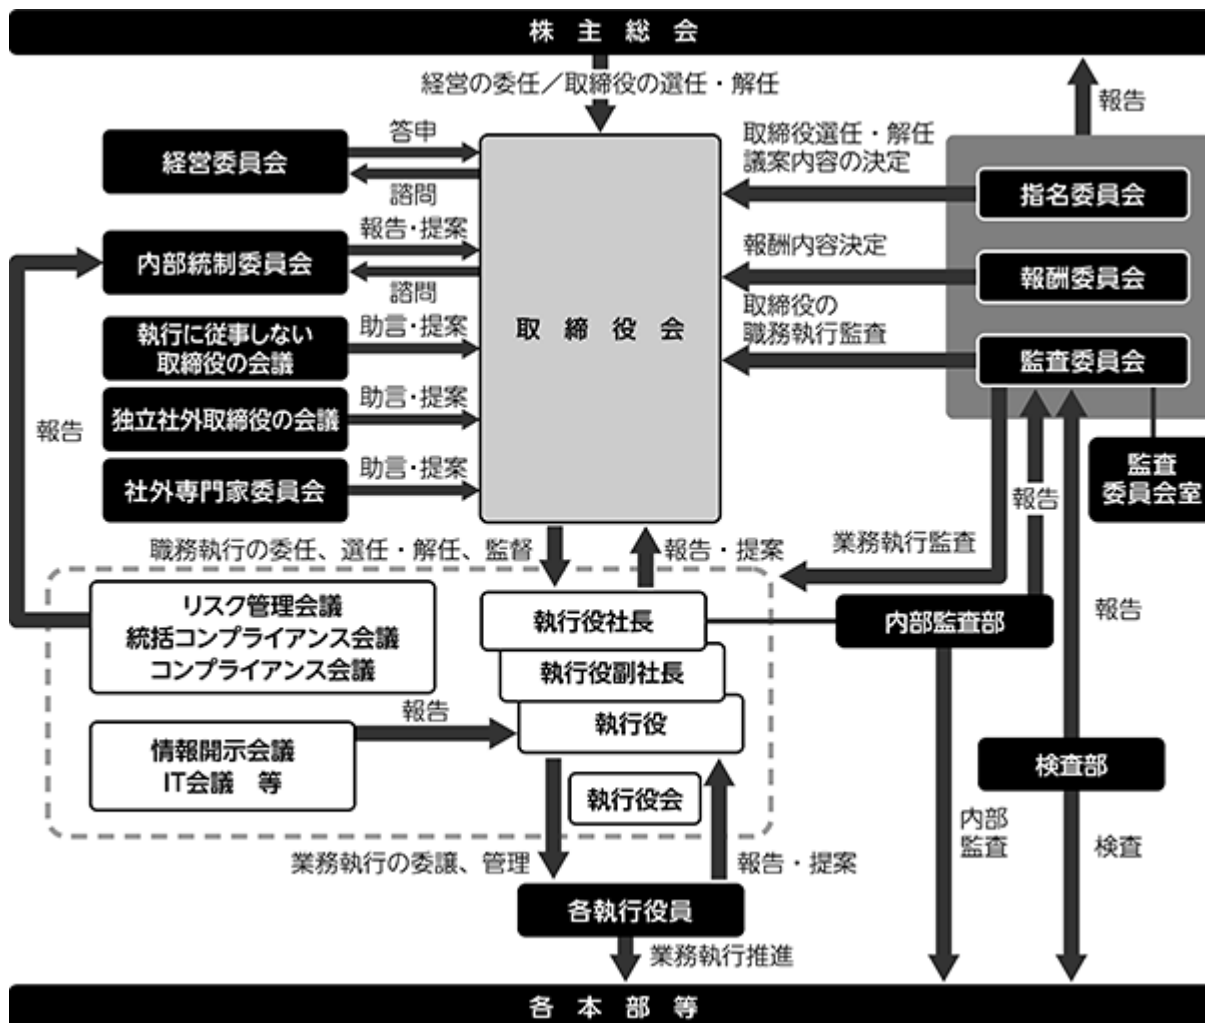 株主総会
経営の委任／取締役の選任・解任
報告
経営委員会
答申
諮問
取締役選任・解任
議案内容の決定
指名委員会
内部統制委員会
報告・提案
諮問
報酬内容決定
報酬委員会
取締役会
執行に従事しない
取締役の会議
助言・提案
取締役の
職務執行監査
監査委員会
独立社外取締役の会議
助言・提案
報告
社外専門家委員会
助言・提案
監査
委員会室
報告
職務執行の委任、選任・解任、監督
報告・提案
業務執行監査
リスク管理会議
統括コンプライアンス会議
コンプライアンス会議
執行役社長
執行役副社長
執行役
内部監査部
報告
情報開示会議
IT会議　等
報告
執行役会
検査部
内部
監査
検査
業務執行の委譲、管理
報告・提案
各執行役員
業務執行推進
各本部等